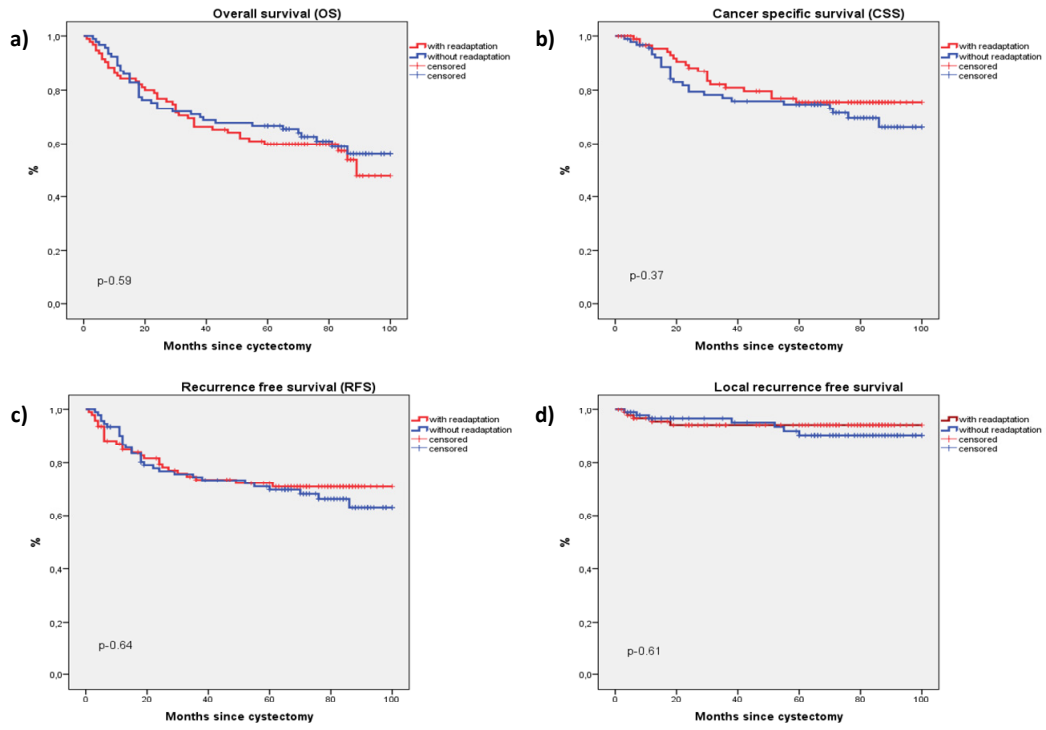 Overall survival (OS)
a)
1,0
0,8
0,6
0,4
0,2
0,0
%
0 20 40 60 80 100
Months since cyctectomy
p-0.59
with readaptation
without readaptation
censored
censored
Cancer specific survival (CSS)
b)
1,0
0,8
0,6
0,4
0,2
0,0
%
0 20 40 60 80 100
Months since cystectomy
p-0.37
with readaptation
without readaptation
censored
censored
Recurrence free survival (RFS)
c)
1,0
0,8
0,6
0,4
0,2
0,0
%
0 20 40 60 80 100
Months since cystectomy
p-0.64
with readaptation
without readaptation
censored
censored
Local recurrence free survival
d)
1,0
0,8
0,6
0,4
0,2
0,0
%
0 20 40 60 80 100
Months since cystectomy
p-0.61
with readaptation
without readaptation
censored
censored